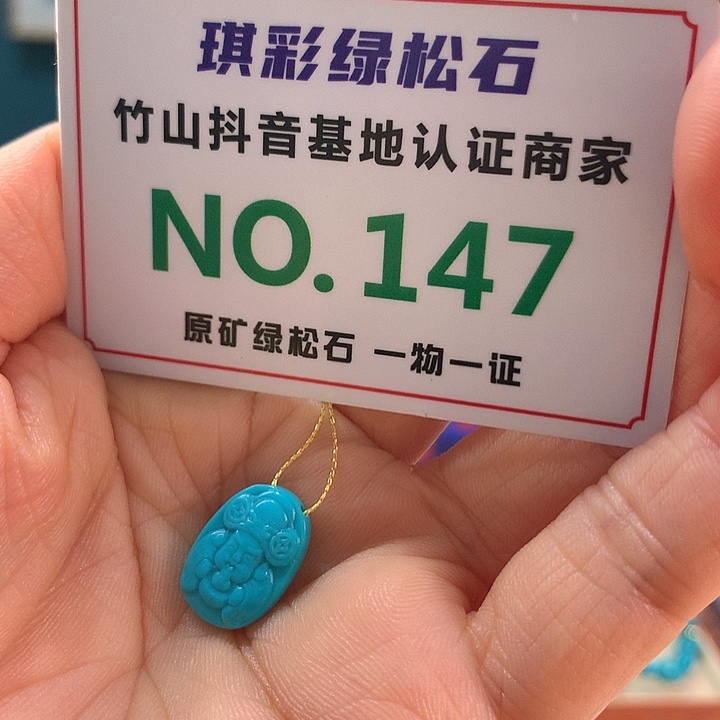 琪彩绿松石
竹山抖音基地认证商家
NO.147
原矿绿松石 一物一证